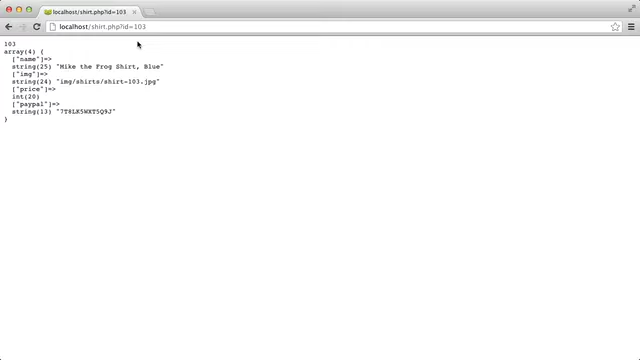 localhost/shirt.php?id=103
localhost/shirt.php?id=103
103
array(4) {
["name"]=>
string(25) "Mike the Frog Shirt, Blue"
["img"]=>
string(24) "img/shirts/shirt-103.jpg"
["price"]=>
int(20)
["paypal"]=>
string(13) "7T8LK5WXT5Q9J"
}